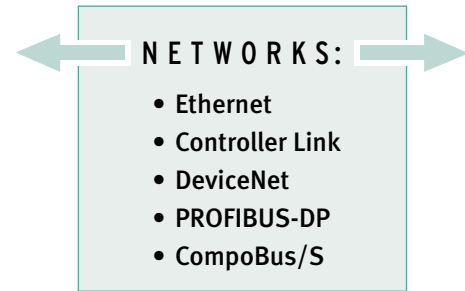 NETWORKS:
• Ethernet
• Controller Link
• DeviceNet
• PROFIBUS-DP
• CompoBus/S